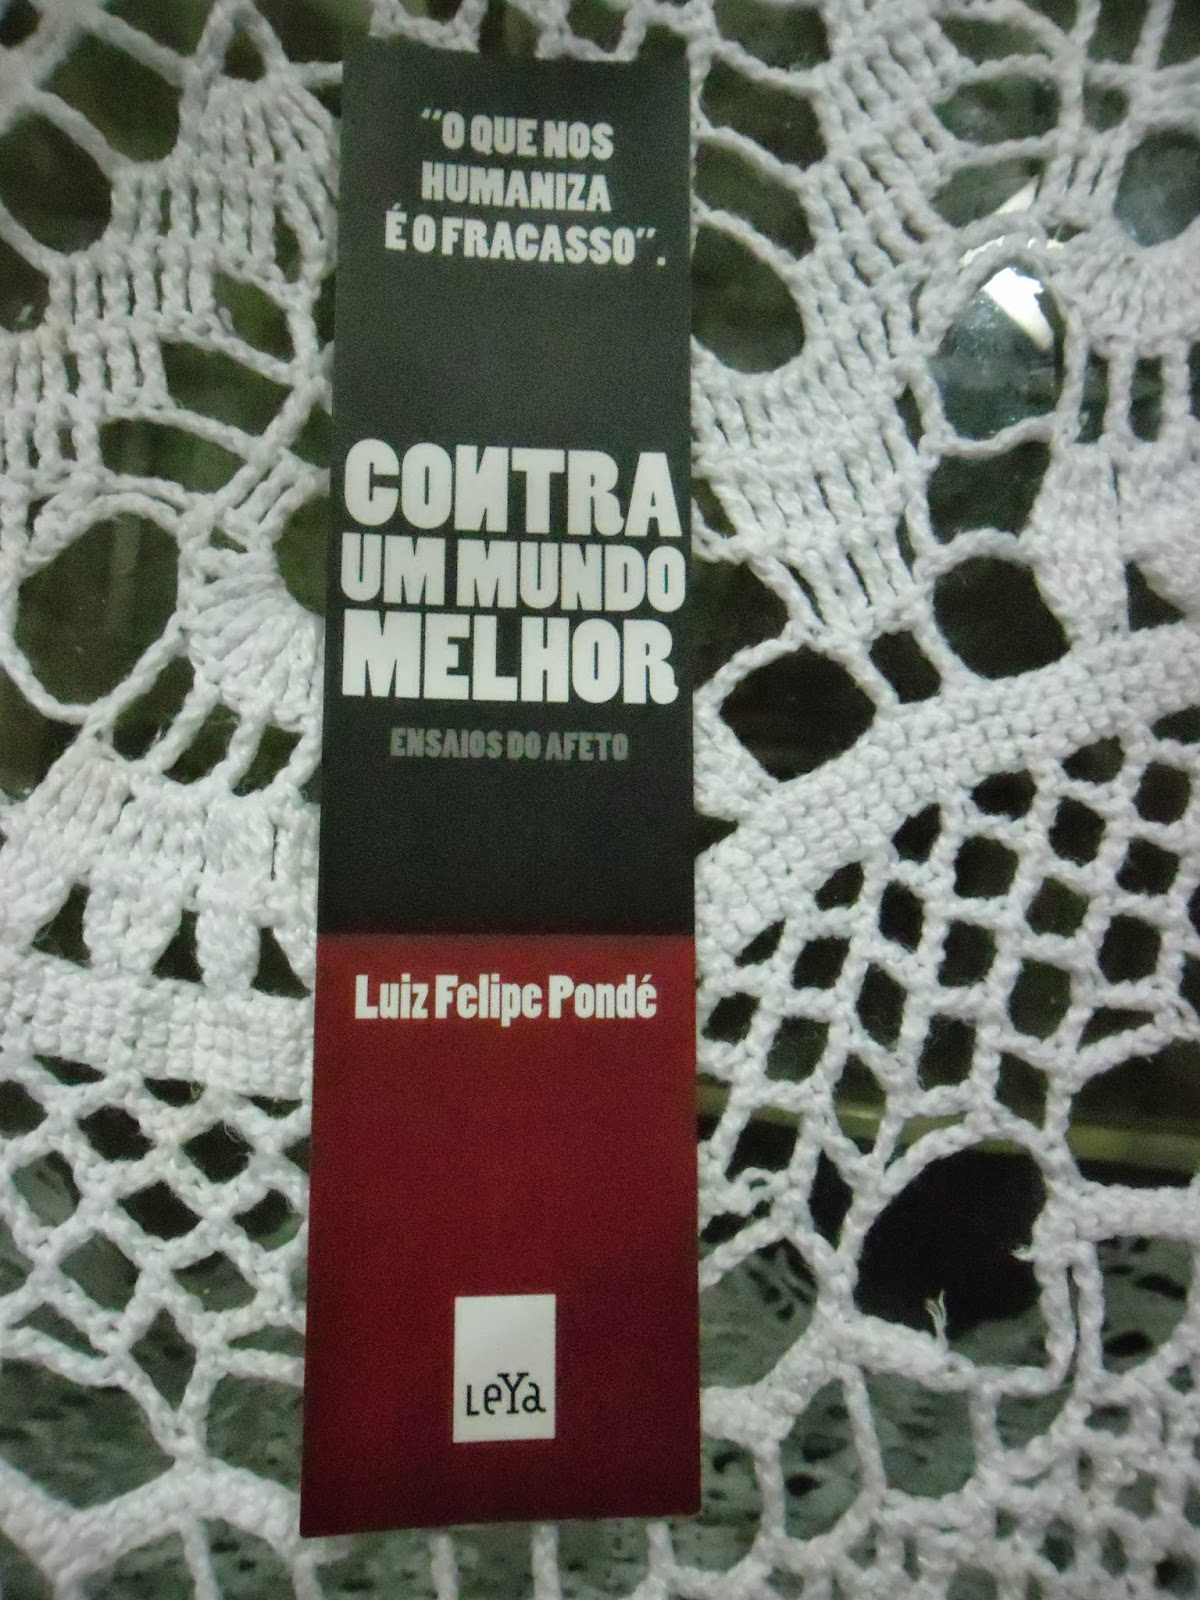 "O QUE NOS
HUMANIZA
É O FRACASSO".
CONTRA
UM MUNDO
MELHOR
ENSAIOS DO AFETO
Luiz Felipe Pondé
LeYa